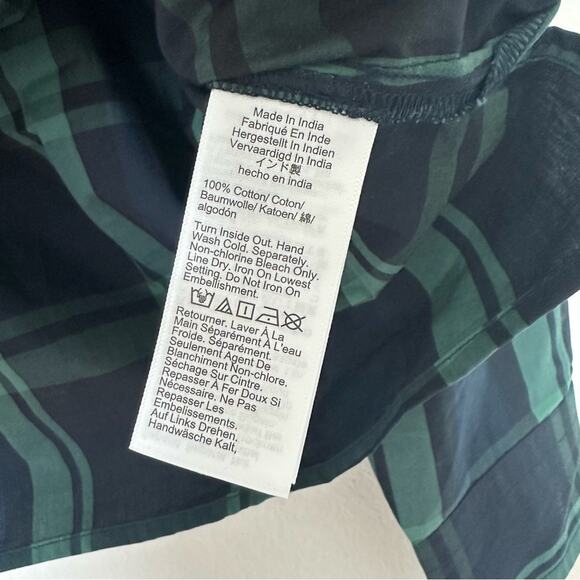 Made In India
Fabriqué En Inde
Hergestellt In Indien
Vervaardigd In India
インド製
hecho en india
100% Cotton/ Coton/
Baumwolle/ Katoen/ 綿/
algodón
Turn Inside Out. Hand
Wash Cold. Separately.
Non-chlorine Bleach Only.
Line Dry. Iron On Lowest
Setting. Do Not Iron On
Embellishment.
Retourner. Laver À La
Main Séparément À L'eau
Froide. Séparément.
Seulement Agent De
Blanchiment Non-chlore.
Séchage Sur Cintre.
Repasser À Fer Doux Si
Nécessaire. Ne Pas
Repasser Les
Embellissements.
Auf Links Drehen.
Handwäsche Kalt,